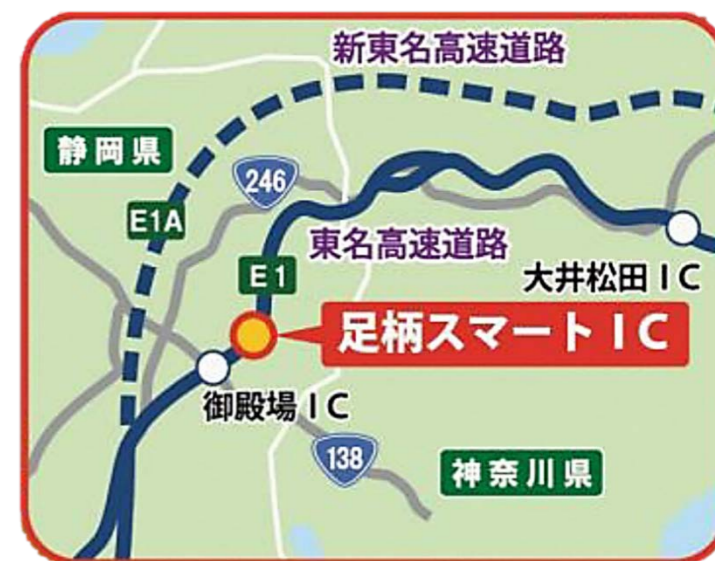 新東名高速道路
静岡県
246
E1A
東名高速道路
E1
大井松田IC
足柄スマートIC
御殿場IC
138
神奈川県